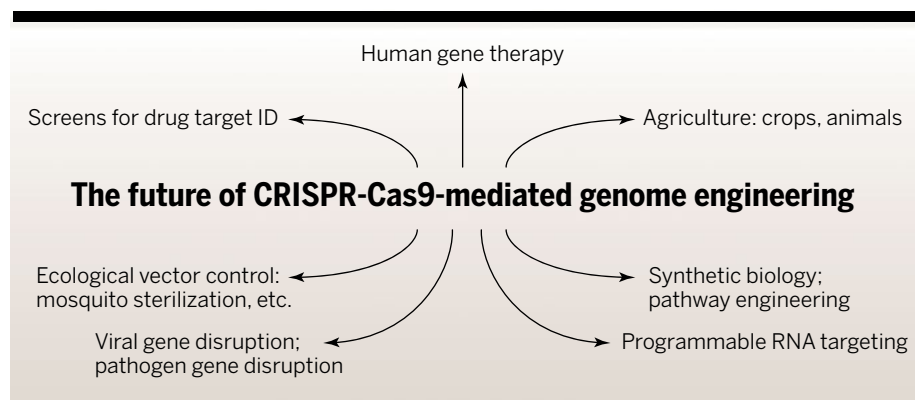 Human gene therapy
Screens for drug target ID
Agriculture: crops, animals
The future of CRISPR-Cas9-mediated genome engineering
Ecological vector control:
mosquito sterilization, etc.
Synthetic biology;
pathway engineering
Viral gene disruption;
pathogen gene disruption
Programmable RNA targeting